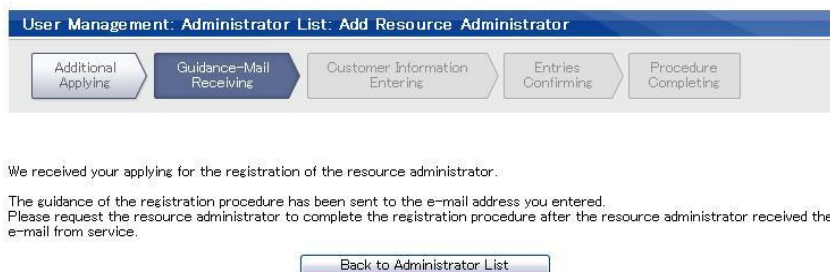 User Management: Administrator List: Add Resource Administrator
Additional
Applying
Guidance-Mail
Receiving
Customer Information
Entering
Entries
Confirming
Procedure
Completing
We received your applying for the registration of the resource administrator.
The guidance of the registration procedure has been sent to the e-mail address you entered.
Please request the resource administrator to complete the registration procedure after the resource administrator received the
e-mail from service.
Back to Administrator List